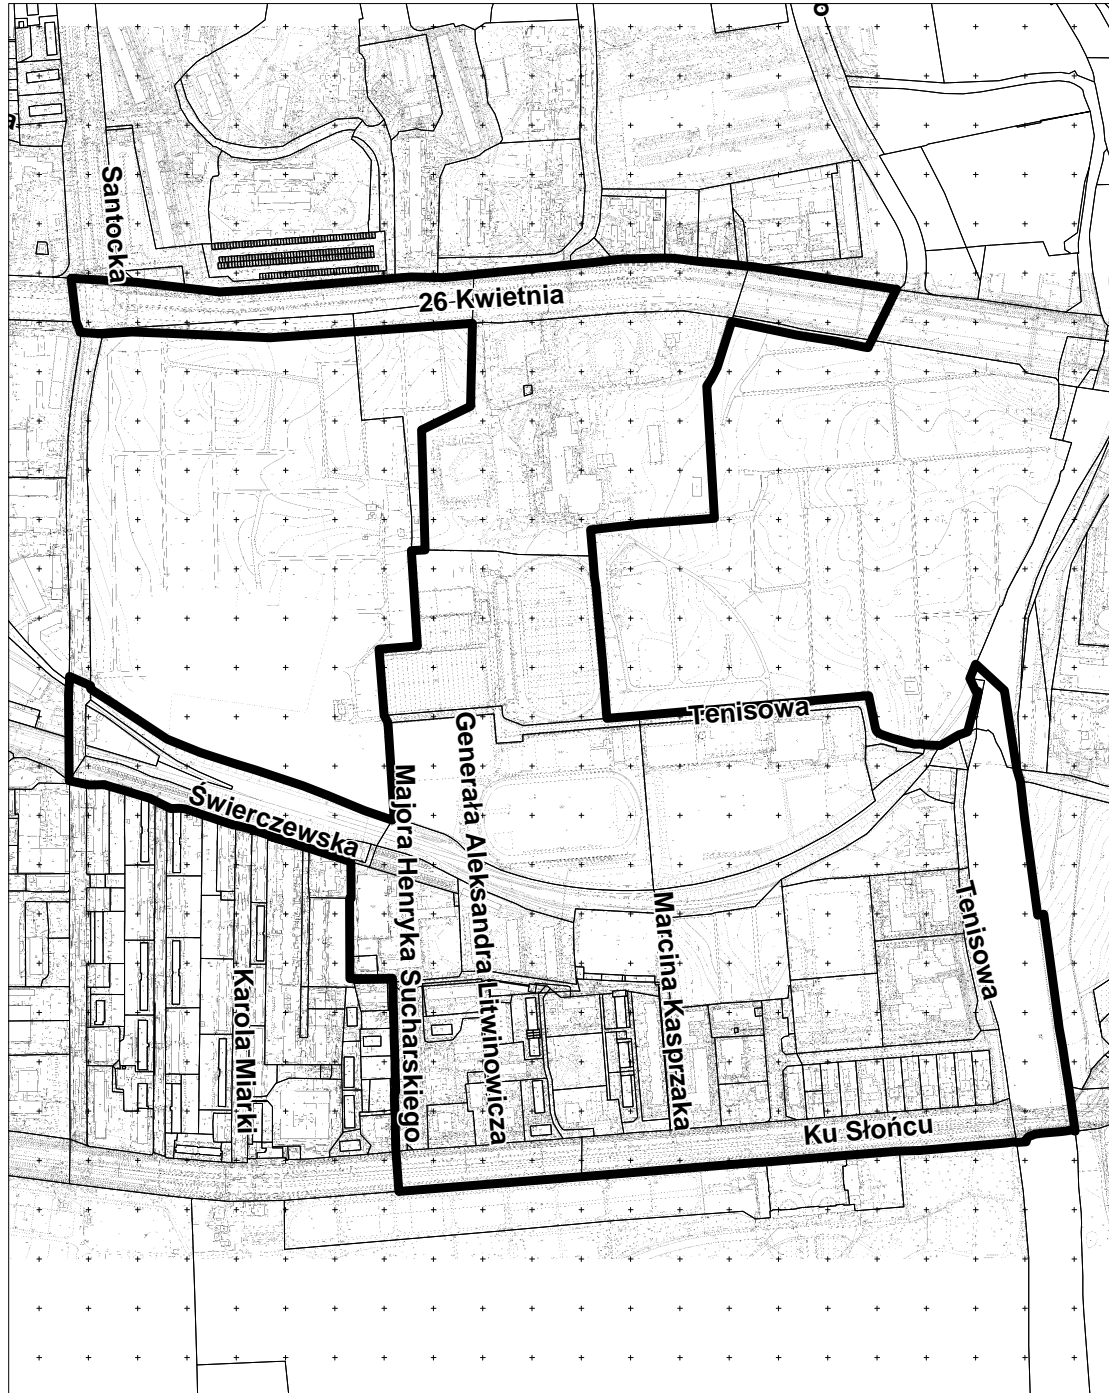 Santocka
26 Kwietnia
Tenisowa
Świerczewska
Majora Henryka Sucharskiego
Generała Aleksandra Litwinowicza
Marcina Kasprzaka
Tenisowa
Karola Miarki
Ku Słońcu